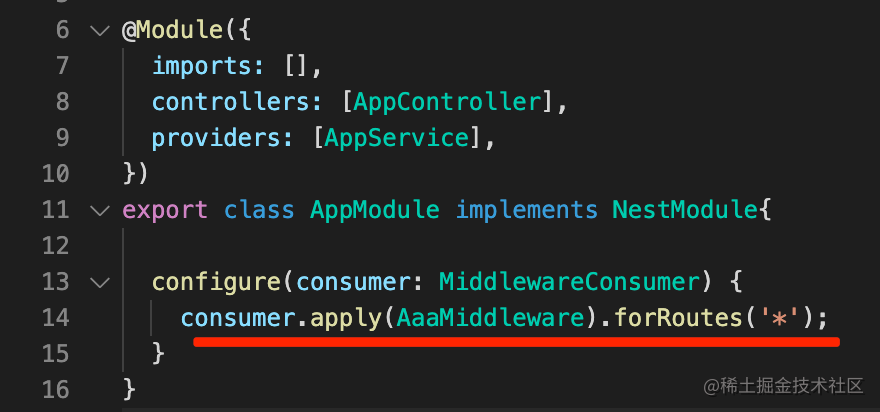 6 @Module({
7 imports: [],
8 controllers: [AppController],
9 providers: [AppService],
10 })
11 export class AppModule implements NestModule{
12
13 configure(consumer: MiddlewareConsumer) {
14 consumer.apply(AaaMiddleware).forRoutes('*');
15 }
16 }
@稀土掘金技术社区